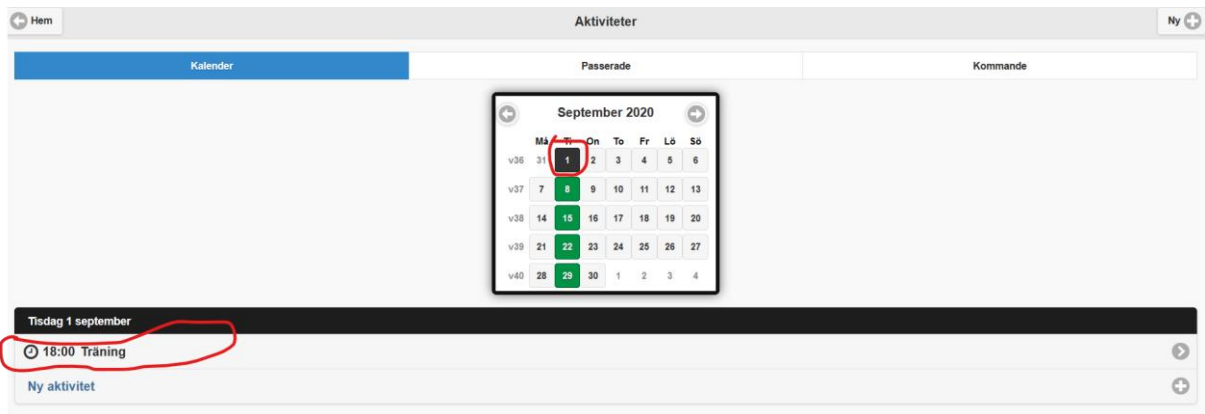 Hem Aktiviteter Ny
Kalender Passerade Kommande
September 2020
Må Ti On To Fr Lö Sö
v36 31 1 2 3 4 5 6
v37 7 8 9 10 11 12 13
v38 14 15 16 17 18 19 20
v39 21 22 23 24 25 26 27
v40 28 29 30 1 2 3 4
Tisdag 1 september
18:00 Träning
Ny aktivitet